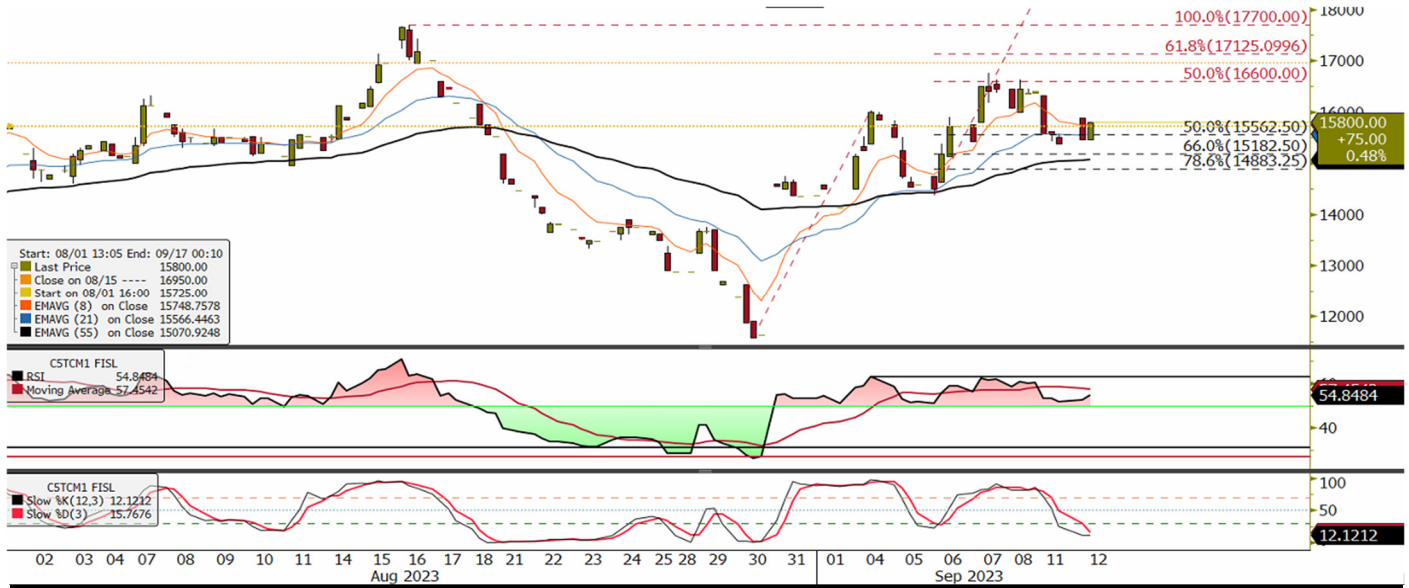 18000
100.0%(17700.00)
61.8%(17125.0996)
17000
50.0%(16600.00)
16000
15800.00
+75.00
0.48%
50.0%(15562.50)
66.0%(15182.50)
78.6%(14883.25)
14000
13000
12000
Start: 08/01 13:05 End: 09/17 00:10
Last Price 15800.00
Close on 08/15 ---- 16950.00
Start on 08/01 16:00 15725.00
EMAVG (8) on Close 15748.7578
EMAVG (21) on Close 15566.4463
EMAVG (55) on Close 15070.9248
C5TCM1 FISL
RSI 54.8484
Moving Average 57.4542
54.8484
40
C5TCM1 FISL
Slow %K(12,3) 12.1212
Slow %D(3) 15.7676
100
50
12.1212
02 03 04 07 08 09 10 11 14 15 16 17 18 21 22 23 24 25 28 29 30 31 01 04 05 06 07 08 11 12
Aug 2023 Sep 2023